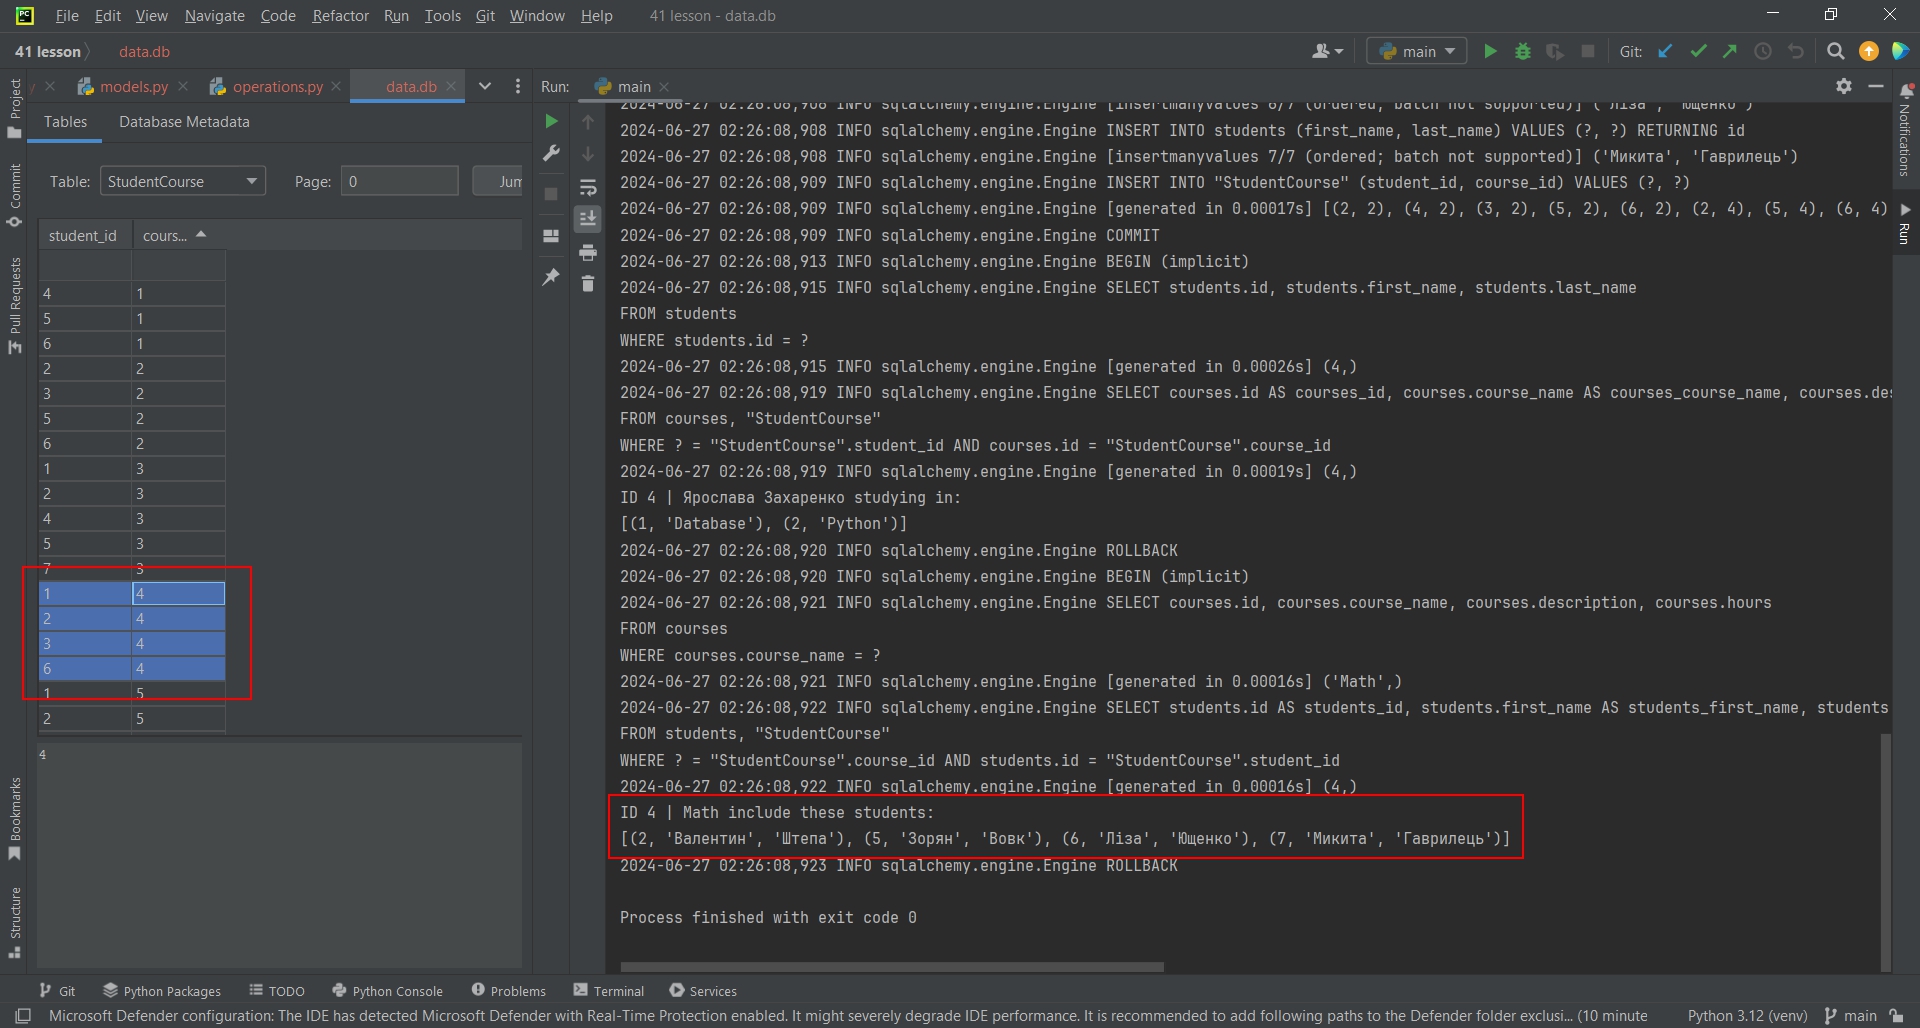 File Edit View Navigate Code Refactor Run Tools Git Window Help 41 lesson - data.db
41 lesson data.db
main
Git:
models.py operations.py data.db
Run: main
Tables Database Metadata
Table: StudentCourse Page: 0 Jum
student_id cours...
4 1
5 1
6 1
2 2
3 2
5 2
6 2
1 3
2 3
4 3
5 3
7 3
1 4
2 4
3 4
6 4
1 5
2 5
4
2024-06-27 02:26:08,908 INFO sqlalchemy.engine.Engine [insertmanyvalues 6/7 (ordered; batch not supported)] ('Ліза', 'Ющенко')
2024-06-27 02:26:08,908 INFO sqlalchemy.engine.Engine INSERT INTO students (first_name, last_name) VALUES (?, ?) RETURNING id
2024-06-27 02:26:08,908 INFO sqlalchemy.engine.Engine [insertmanyvalues 7/7 (ordered; batch not supported)] ('Микита', 'Гаврилець')
2024-06-27 02:26:08,909 INFO sqlalchemy.engine.Engine INSERT INTO "StudentCourse" (student_id, course_id) VALUES (?, ?)
2024-06-27 02:26:08,909 INFO sqlalchemy.engine.Engine [generated in 0.00017s] [(2, 2), (4, 2), (3, 2), (5, 2), (6, 2), (2, 4), (5, 4), (6, 4)
2024-06-27 02:26:08,909 INFO sqlalchemy.engine.Engine COMMIT
2024-06-27 02:26:08,913 INFO sqlalchemy.engine.Engine BEGIN (implicit)
2024-06-27 02:26:08,915 INFO sqlalchemy.engine.Engine SELECT students.id, students.first_name, students.last_name
FROM students
WHERE students.id = ?
2024-06-27 02:26:08,915 INFO sqlalchemy.engine.Engine [generated in 0.00026s] (4,)
2024-06-27 02:26:08,919 INFO sqlalchemy.engine.Engine SELECT courses.id AS courses_id, courses.course_name AS courses_course_name, courses.des
FROM courses, "StudentCourse"
WHERE ? = "StudentCourse".student_id AND courses.id = "StudentCourse".course_id
2024-06-27 02:26:08,919 INFO sqlalchemy.engine.Engine [generated in 0.00019s] (4,)
ID 4 | Ярослава Захаренко studying in:
[(1, 'Database'), (2, 'Python')]
2024-06-27 02:26:08,920 INFO sqlalchemy.engine.Engine ROLLBACK
2024-06-27 02:26:08,920 INFO sqlalchemy.engine.Engine BEGIN (implicit)
2024-06-27 02:26:08,921 INFO sqlalchemy.engine.Engine SELECT courses.id, courses.course_name, courses.description, courses.hours
FROM courses
WHERE courses.course_name = ?
2024-06-27 02:26:08,921 INFO sqlalchemy.engine.Engine [generated in 0.00016s] ('Math',)
2024-06-27 02:26:08,922 INFO sqlalchemy.engine.Engine SELECT students.id AS students_id, students.first_name AS students_first_name, students
FROM students, "StudentCourse"
WHERE ? = "StudentCourse".course_id AND students.id = "StudentCourse".student_id
2024-06-27 02:26:08,922 INFO sqlalchemy.engine.Engine [generated in 0.00016s] (4,)
ID 4 | Math include these students:
[(2, 'Валентин', 'Штепа'), (5, 'Зорян', 'Вовк'), (6, 'Ліза', 'Ющенко'), (7, 'Микита', 'Гаврилець')]
2024-06-27 02:26:08,923 INFO sqlalchemy.engine.Engine ROLLBACK
Process finished with exit code 0
Project
Commit
Pull Requests
Bookmarks
Structure
Notifications
Run
Git Python Packages TODO Python Console Problems Terminal Services
Microsoft Defender configuration: The IDE has detected Microsoft Defender with Real-Time Protection enabled. It might severely degrade IDE performance. It is recommended to add following paths to the Defender folder exclusi... (10 minute Python 3.12 (venv) main